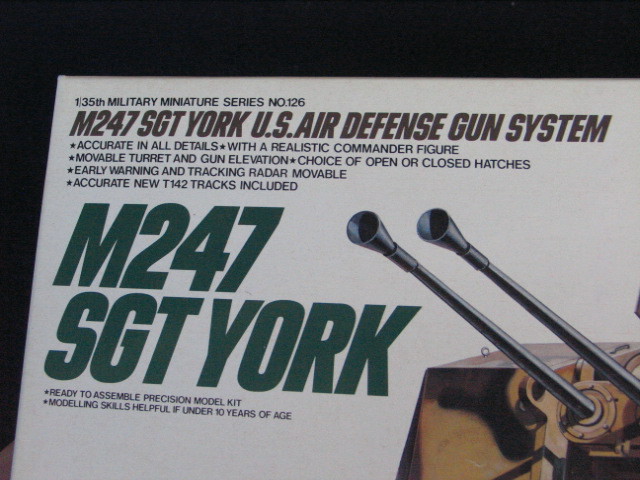 1/35th MILITARY MINIATURE SERIES NO.126
M247 SGT YORK U.S. AIR DEFENSE GUN SYSTEM
★ACCURATE IN ALL DETAILS★WITH A REALISTIC COMMANDER FIGURE
★MOVABLE TURRET AND GUN ELEVATION★CHOICE OF OPEN OR CLOSED HATCHES
★EARLY WARNING AND TRACKING RADAR MOVABLE
★ACCURATE NEW T142 TRACKS INCLUDED
M247
SGT YORK
★READY TO ASSEMBLE PRECISION MODEL KIT
★MODELLING SKILLS HELPFUL IF UNDER 10 YEARS OF AGE